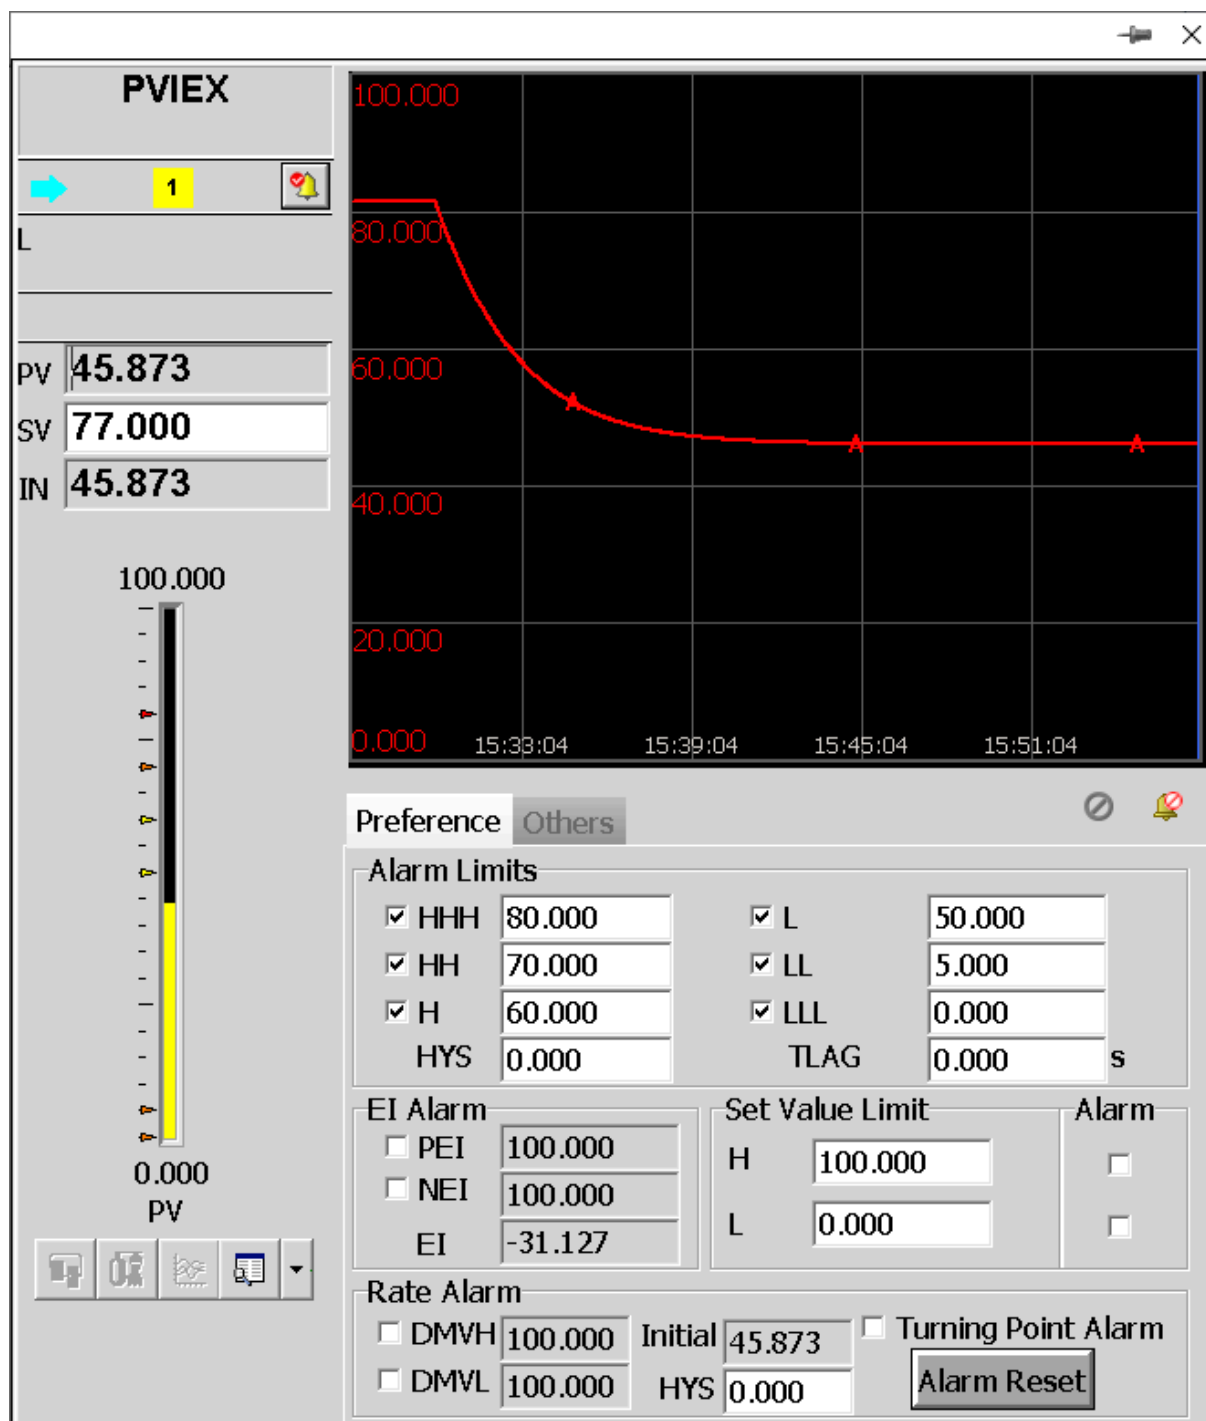 PVIEX
1
L
PV 45.873
SV 77.000
IN 45.873
100.000
0.000
PV
100.000
80.000
60.000
40.000
20.000
0.000 15:33:04 15:39:04 15:45:04 15:51:04
A A A
Preference Others
Alarm Limits
HHH 80.000 L 50.000
HH 70.000 LL 5.000
H 60.000 LLL 0.000
HYS 0.000 TLAG 0.000 s
EI Alarm Set Value Limit Alarm
PEI 100.000 H 100.000
NEI 100.000 L 0.000
EI -31.127
Rate Alarm
DMVH 100.000 Initial 45.873 Turning Point Alarm
DMVL 100.000 HYS 0.000 Alarm Reset